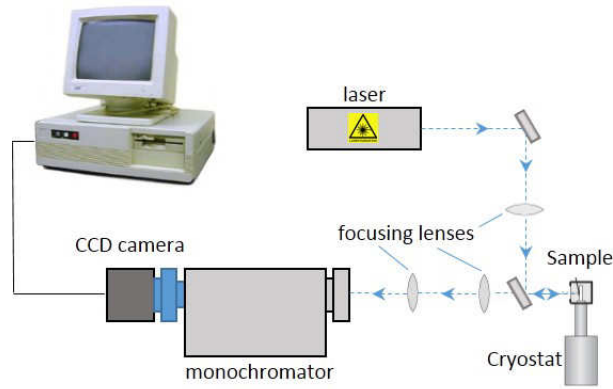 laser
focusing lenses
CCD camera
Sample
monochromator
Cryostat